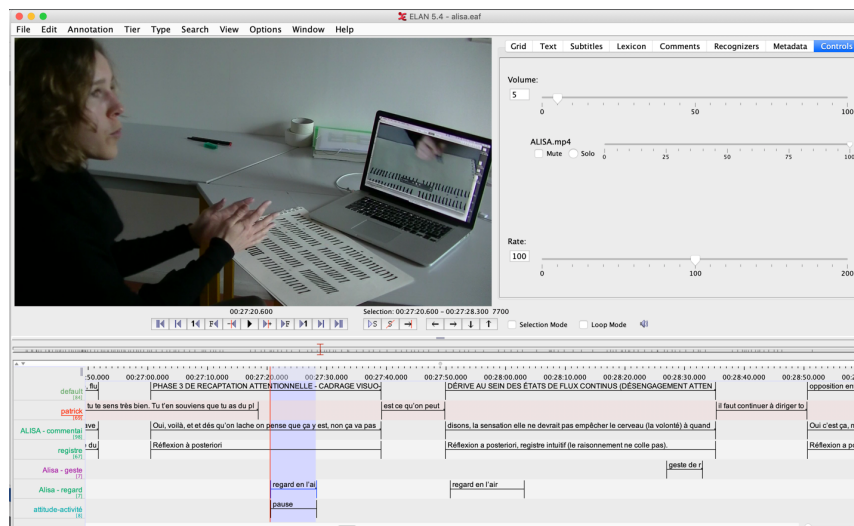 ELAN 5.4 - alisa.eaf
File Edit Annotation Tier Type Search View Options Window Help
Grid Text Subtitles Lexicon Comments Recognizers Metadata Controls
Volume:
5
0 50 100
ALISA.mp4
Mute Solo
0 25 50 75 100
Rate:
100
0 100 200
00:27:20.600 Selection: 00:27:20.600 - 00:27:28.300 7700
Selection Mode Loop Mode
:50.000 00:27:00.000 00:27:10.000 00:27:20.000 00:27:30.000 00:27:40.000 00:27:50.000 00:28:00.000 00:28:10.000 00:28:20.000 00:28:30.000 00:28:40.000 00:28:50.000
default flu PHASE 3 DE RECAPTATION ATTENTIONNELLE - CADRAGE VISUO- DÉRIVE AU SEIN DES ÉTATS DE FLUX CONTINUS (DÉSENGAGEMENT ATTEN opposition en
patrick tu te sens très bien. Tu t'en souviens que tu as du pl est ce qu'on peut il faut continuer à diriger to
ALISA - commentai ve Oui, voilà, et et dés qu'on lache on pense que ça y est, non ça va pas disons, la sensation elle ne devrait pas empêcher le cerveau (la volonté) à quand Oui c'est ça, n
registre du Réflexion à posteriori Réflexion a posteriori, registre intuitif (le raisonnement ne colle pas). Réflexion a po
Alisa - geste geste de r
Alisa - regard regard en l'ai regard en l'air
attitude-activité pause